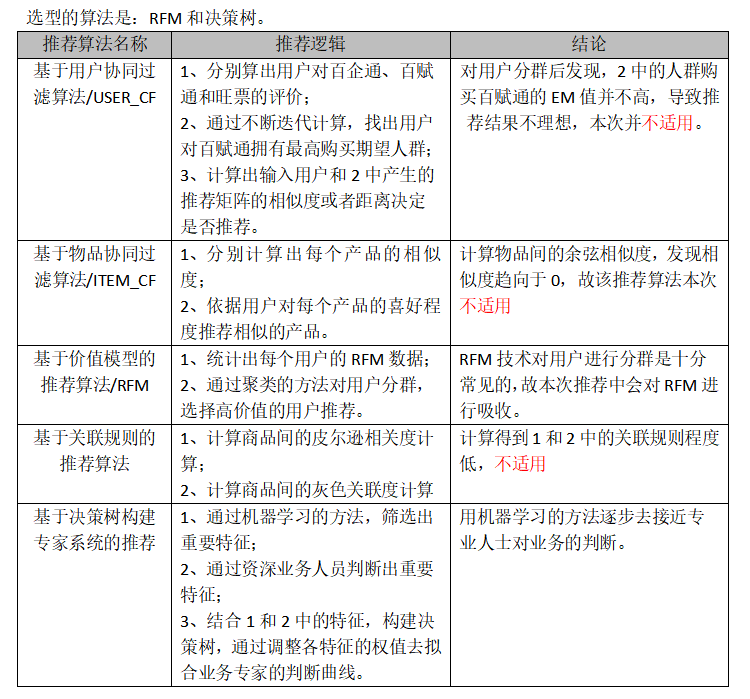 选型的算法是：RFM 和决策树。
推荐算法名称
推荐逻辑
结论
基于用户协同过
滤算法/USER_CF
1、分别算出用户对百企通、百赋
通和旺票的评价；
2、通过不断迭代计算，找出用户
对百赋通拥有最高购买期望人群；
3、计算出输入用户和 2 中产生的
推荐矩阵的相似度或者距离决定
是否推荐。
对用户分群后发现，2 中的人群购
买百赋通的 EM 值并不高，导致推
荐结果不理想，本次并不适用。
基于物品协同过
滤算法/ITEM_CF
1、分别计算出每个产品的相似
度；
2、依据用户对每个产品的喜好程
度推荐相似的产品。
计算物品间的余弦相似度，发现相
似度趋向于 0，故该推荐算法本次
不适用
基于价值模型的
推荐算法/RFM
1、统计出每个用户的 RFM 数据；
2、通过聚类的方法对用户分群，
选择高价值的用户推荐。
RFM 技术对用户进行分群是十分
常见的，故本次推荐中会对 RFM 进
行吸收。
基于关联规则的
推荐算法
1、计算商品间的皮尔逊相关度计
算；
2、计算商品间的灰色关联度计算
计算得到 1 和 2 中的关联规则程度
低，不适用
基于决策树构建
专家系统的推荐
1、通过机器学习的方法，筛选出
重要特征；
2、通过资深业务人员判断出重要
特征；
3、结合 1 和 2 中的特征，构建决
策树，通过调整各特征的权值去拟
合业务专家的判断曲线。
用机器学习的方法逐步去接近专
业人士对业务的判断。